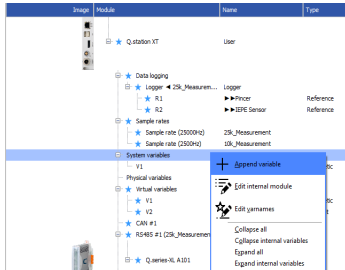 Image Module Name Type
Q.station XT User
Data logging
Logger ◄ 25k_Measurem... Logger
R1 ►►Pincer Reference
R2 ►►IEPE Sensor Reference
Sample rates
Sample rate (25000Hz) 25k_Measurement
Sample rate (2500Hz) 10k_Measurement
System variables
V1
Physical variables
Virtual variables
V1
V2
CAN #1
RS485 #1 (25k_Measuremen
Q.series-XL A101
Append variable
Edit internal module
Edit varnames
Collapse all
Collapse internal variables
Expand all
Expand internal variables